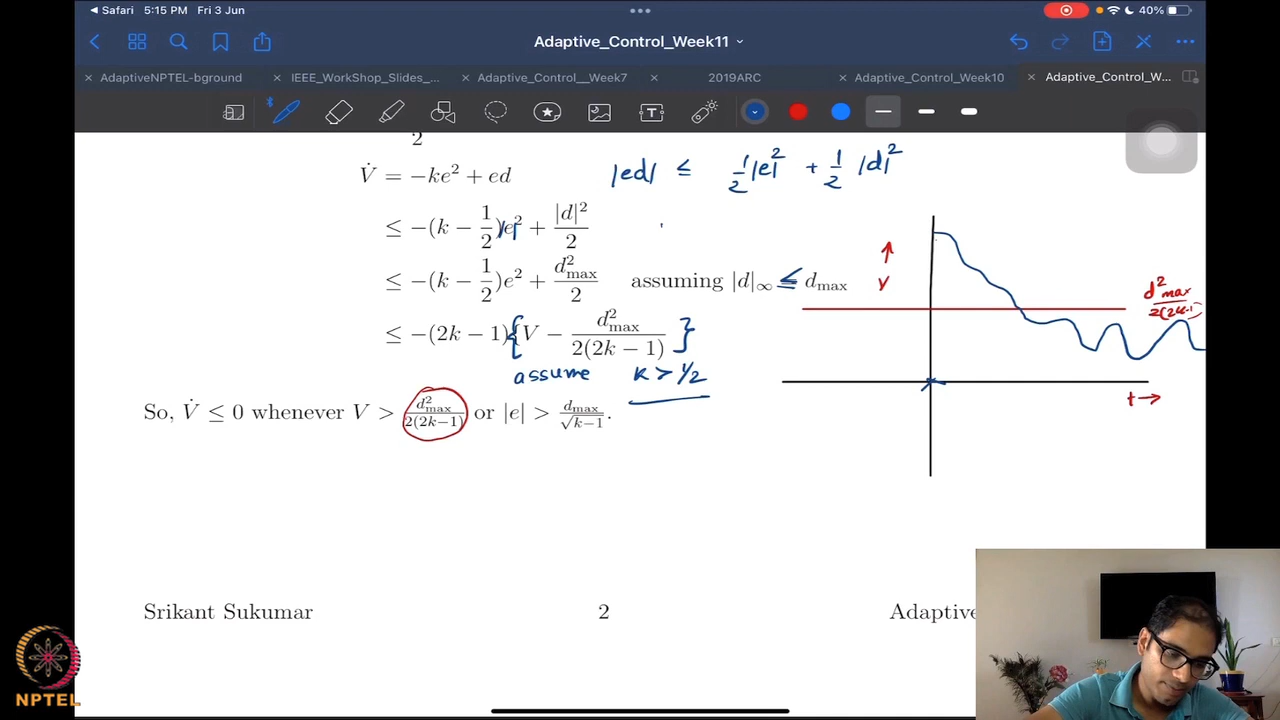 Safari 5:15 PM Fri 3 Jun 40%
Adaptive_Control_Week11
AdaptiveNPTEL-bground IEEE_WorkShop_Slides_... Adaptive_Control__Week7 2019ARC Adaptive_Control_Week10 Adaptive_Control_W...
2
V̇ = −ke² + ed |ed| ≤ 1/2 |e|² + 1/2 |d|²
≤ −(k − 1/2)|e|² + |d|²/2
≤ −(k − 1/2)e² + d²max/2 assuming |d|∞ ≤ dmax
≤ −(2k − 1){V − d²max/2(2k − 1)}
assume k > 1/2
So, V̇ ≤ 0 whenever V > d²max/2(2k−1) or |e| > dmax/√k−1.
↑
V
d²max/2(2k-1)
t →
Srikant Sukumar 2 Adaptive
NPTEL